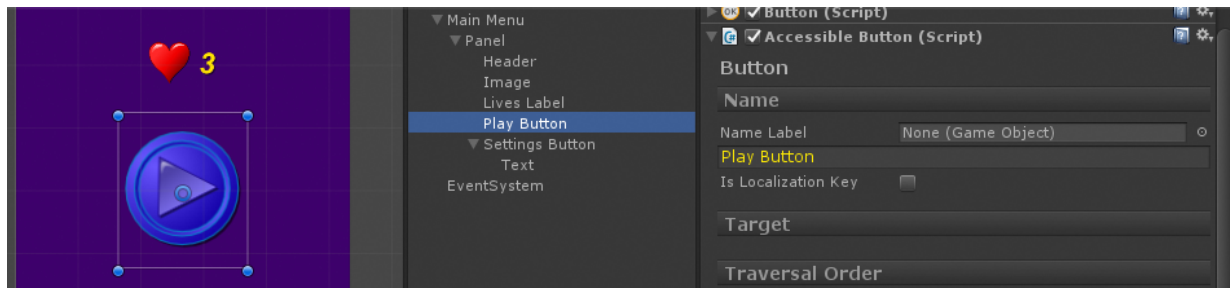 3
Main Menu
Panel
Header
Image
Lives Label
Play Button
Settings Button
Text
EventSystem
OK Button (Script)
C# Accessible Button (Script)
Button
Name
Name Label None (Game Object)
Play Button
Is Localization Key
Target
Traversal Order